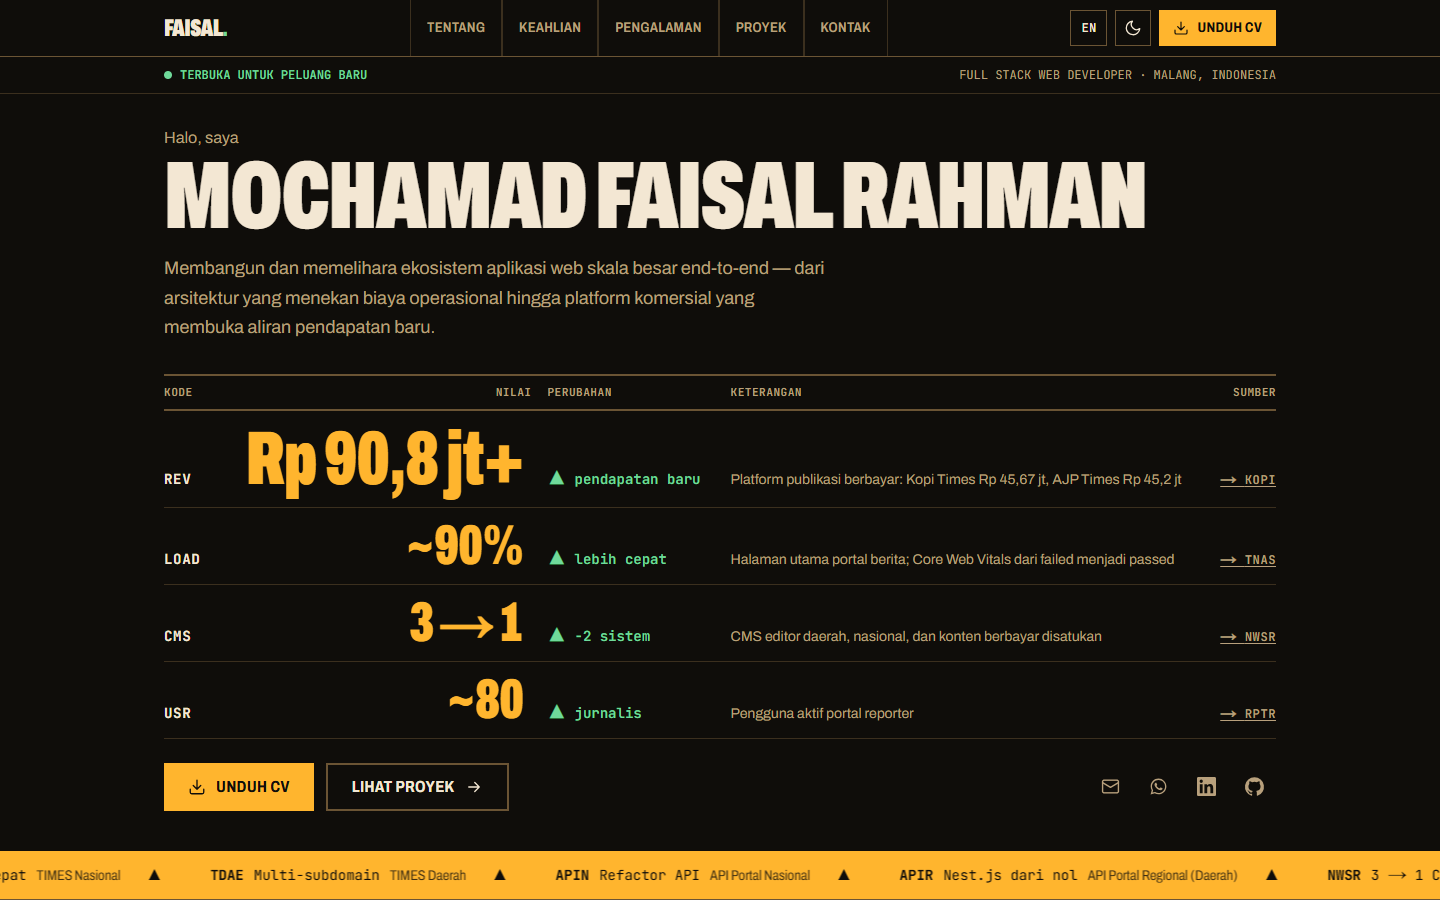 FAISAL.
TENTANG
KEAHLIAN
PENGALAMAN
PROYEK
KONTAK
EN
UNDUH CV
TERBUKA UNTUK PELUANG BARU
FULL STACK WEB DEVELOPER · MALANG, INDONESIA
Halo, saya
MOCHAMAD FAISAL RAHMAN
Membangun dan memelihara ekosistem aplikasi web skala besar end-to-end — dari
arsitektur yang menekan biaya operasional hingga platform komersial yang
membuka aliran pendapatan baru.
KODE NILAI PERUBAHAN KETERANGAN SUMBER
REV Rp 90,8 jt+ ▲ pendapatan baru Platform publikasi berbayar: Kopi Times Rp 45,67 jt, AJP Times Rp 45,2 jt → KOPI
LOAD ~90% ▲ lebih cepat Halaman utama portal berita; Core Web Vitals dari failed menjadi passed → TNAS
CMS 3→1 ▲ -2 sistem CMS editor daerah, nasional, dan konten berbayar disatukan → NWSR
USR ~80 ▲ jurnalis Pengguna aktif portal reporter → RPTR
UNDUH CV
LIHAT PROYEK →
pat TIMES Nasional ▲ TDAE Multi-subdomain TIMES Daerah ▲ APIN Refactor API API Portal Nasional ▲ APIR Nest.js dari nol API Portal Regional (Daerah) ▲ NWSR 3 → 1 C